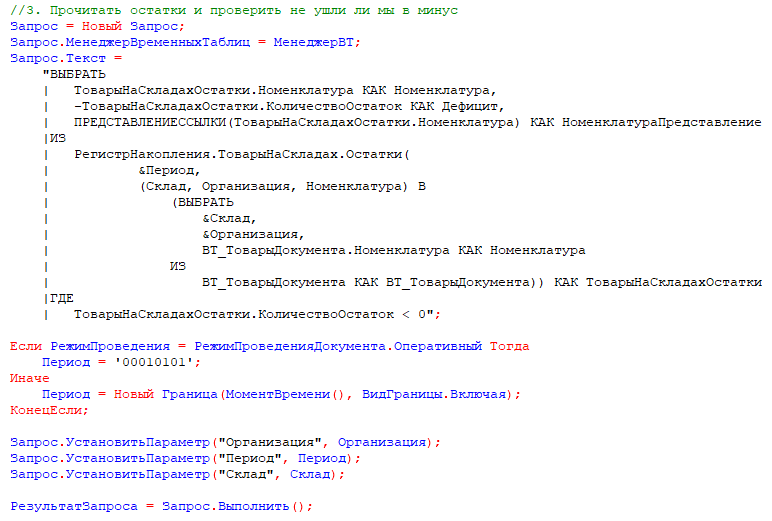 //3. Прочитать остатки и проверить не ушли ли мы в минус
Запрос = Новый Запрос;
Запрос.МенеджерВременныхТаблиц = МенеджерВТ;
Запрос.Текст =
    "ВЫБРАТЬ
    |   ТоварыНаСкладахОстатки.Номенклатура КАК Номенклатура,
    |   -ТоварыНаСкладахОстатки.КоличествоОстаток КАК Дефицит,
    |   ПРЕДСТАВЛЕНИЕССЫЛКИ(ТоварыНаСкладахОстатки.Номенклатура) КАК НоменклатураПредставление
    |ИЗ
    |   РегистрНакопления.ТоварыНаСкладах.Остатки(
    |           &Период,
    |           (Склад, Организация, Номенклатура) В
    |               (ВЫБРАТЬ
    |                   &Склад,
    |                   &Организация,
    |                   ВТ_ТоварыДокумента.Номенклатура КАК Номенклатура
    |               ИЗ
    |                   ВТ_ТоварыДокумента КАК ВТ_ТоварыДокумента)) КАК ТоварыНаСкладахОстатки
    |ГДЕ
    |   ТоварыНаСкладахОстатки.КоличествоОстаток < 0";
Если РежимПроведения = РежимПроведенияДокумента.Оперативный Тогда
    Период = '00010101';
Иначе
    Период = Новый Граница(МоментВремени(), ВидГраницы.Включая);
КонецЕсли;
Запрос.УстановитьПараметр("Организация", Организация);
Запрос.УстановитьПараметр("Период", Период);
Запрос.УстановитьПараметр("Склад", Склад);
РезультатЗапроса = Запрос.Выполнить();